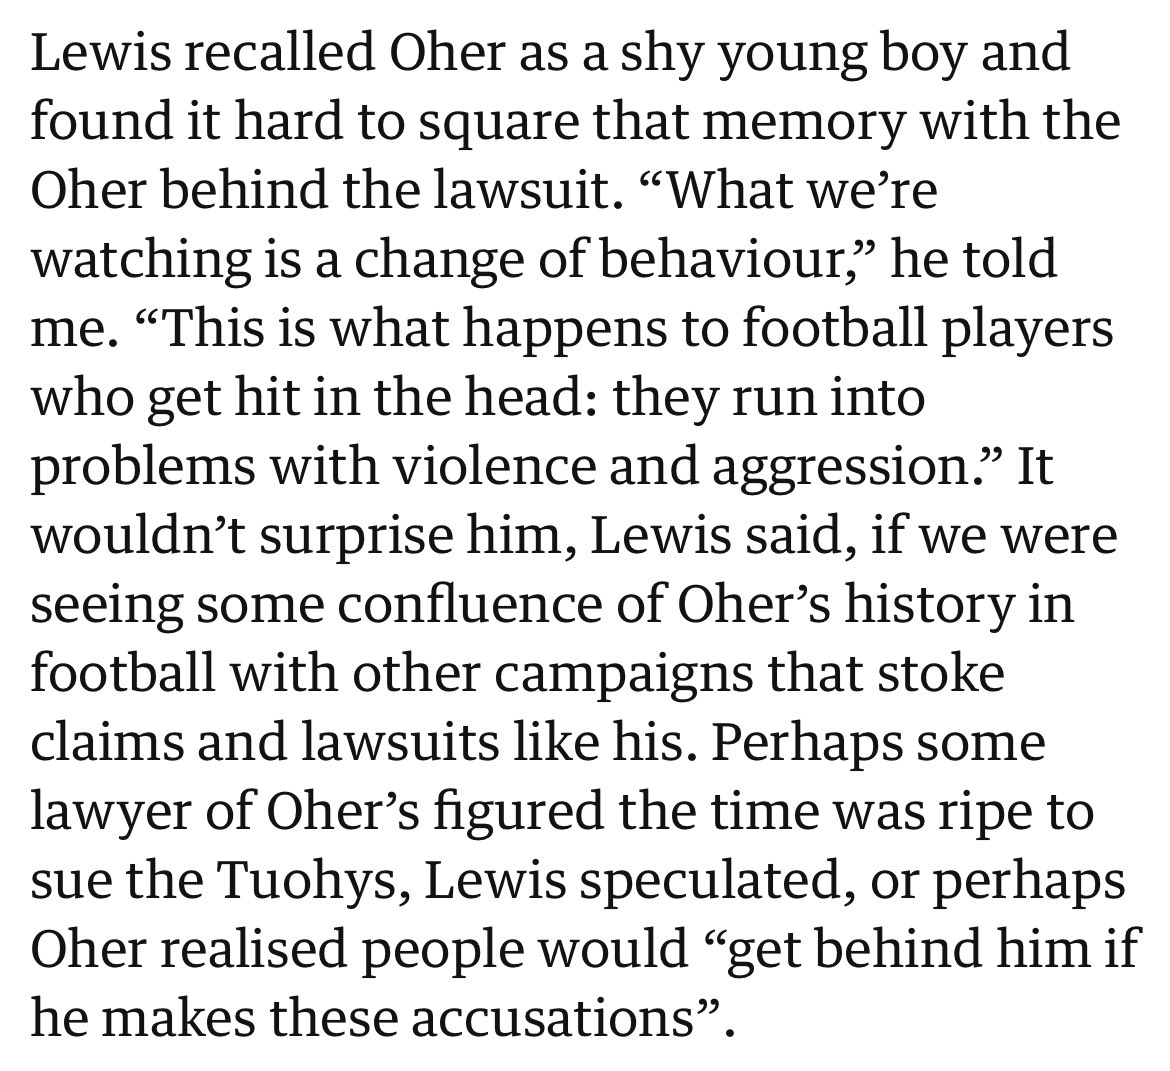 Lewis recalled Oher as a shy young boy and
found it hard to square that memory with the
Oher behind the lawsuit. “What we’re
watching is a change of behaviour,” he told
me. “This is what happens to football players
who get hit in the head: they run into
problems with violence and aggression.” It
wouldn’t surprise him, Lewis said, if we were
seeing some confluence of Oher’s history in
football with other campaigns that stoke
claims and lawsuits like his. Perhaps some
lawyer of Oher’s figured the time was ripe to
sue the Tuohys, Lewis speculated, or perhaps
Oher realised people would “get behind him if
he makes these accusations”.